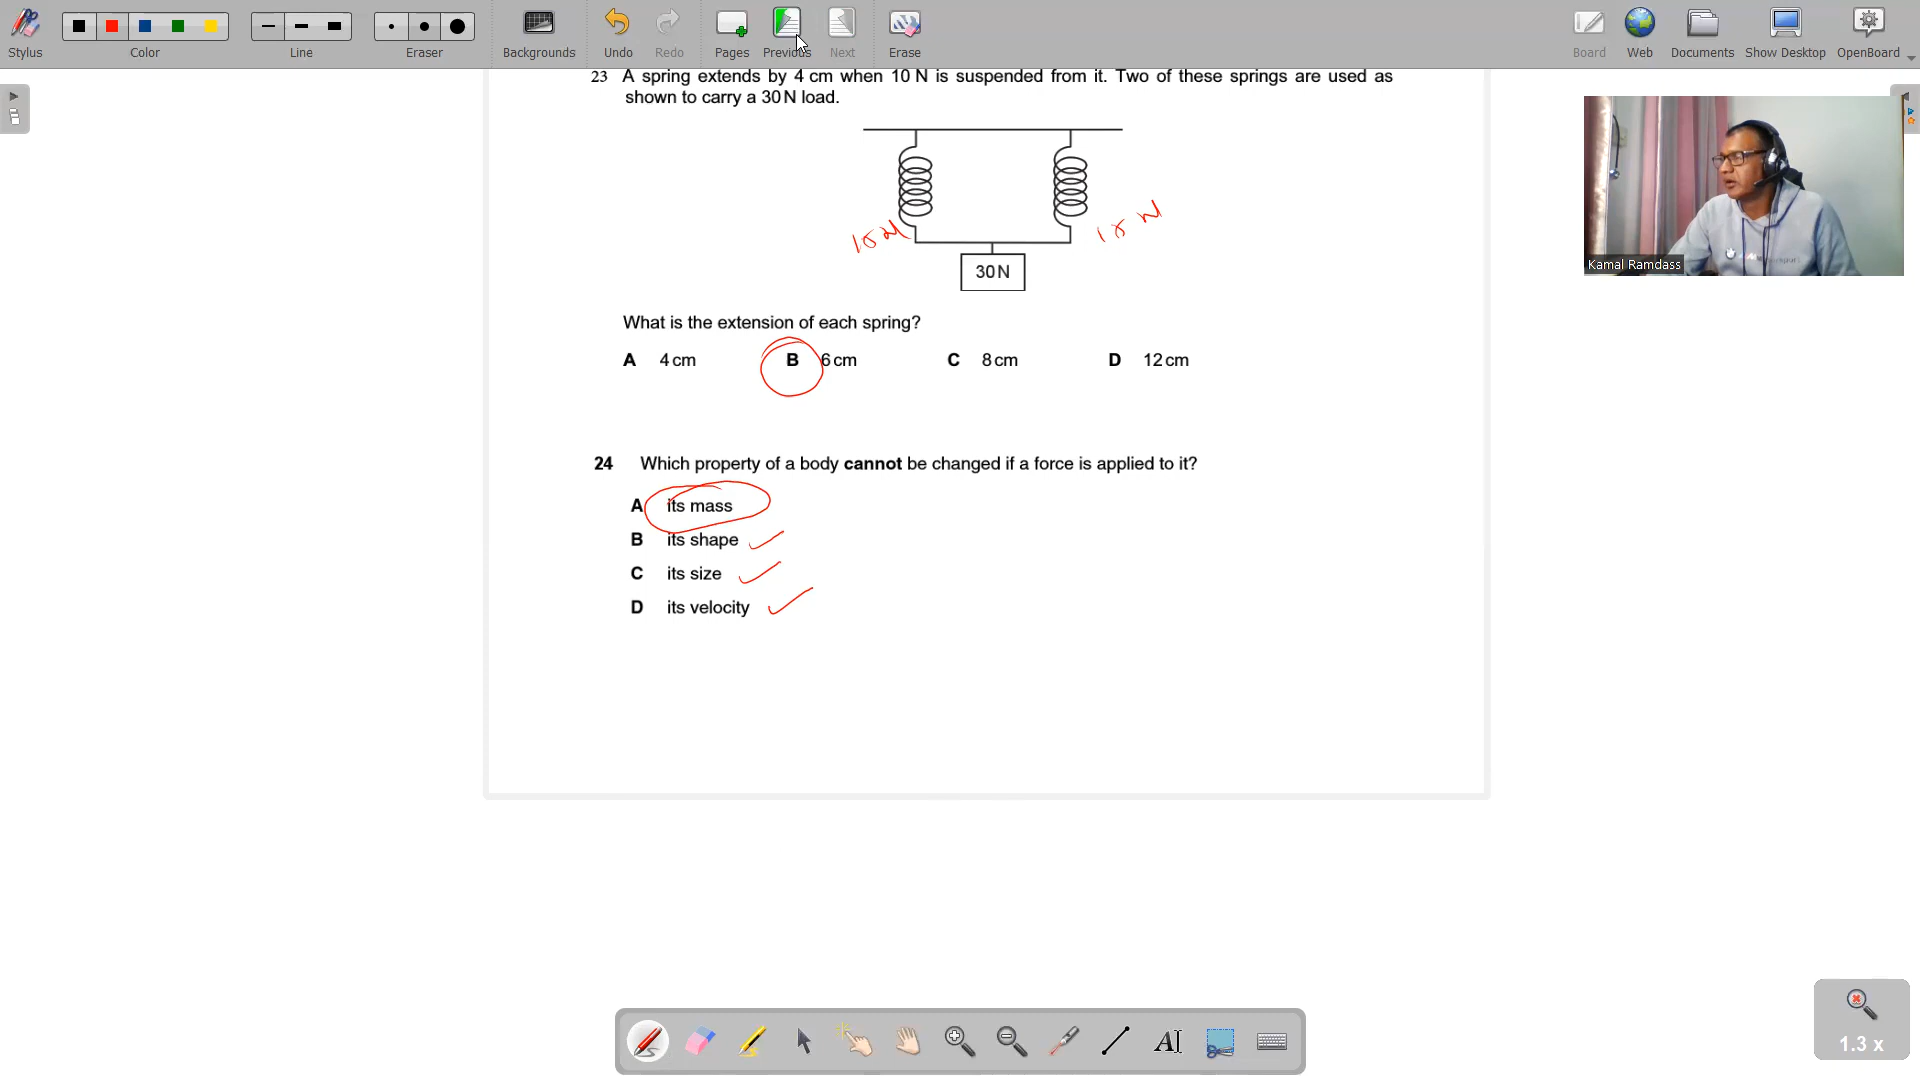 Stylus
Color
Line
Eraser
Backgrounds
Undo
Redo
Pages
Previous
Next
Erase
Board
Web
Documents
Show Desktop
OpenBoard
23 A spring extends by 4 cm when 10 N is suspended from it. Two of these springs are used as
shown to carry a 30 N load.
15 N
15 N
30 N
What is the extension of each spring?
A 4 cm B 6 cm C 8 cm D 12 cm
24 Which property of a body cannot be changed if a force is applied to it?
A its mass
B its shape
C its size
D its velocity
Kamal Ramdass
AI
1.3 x